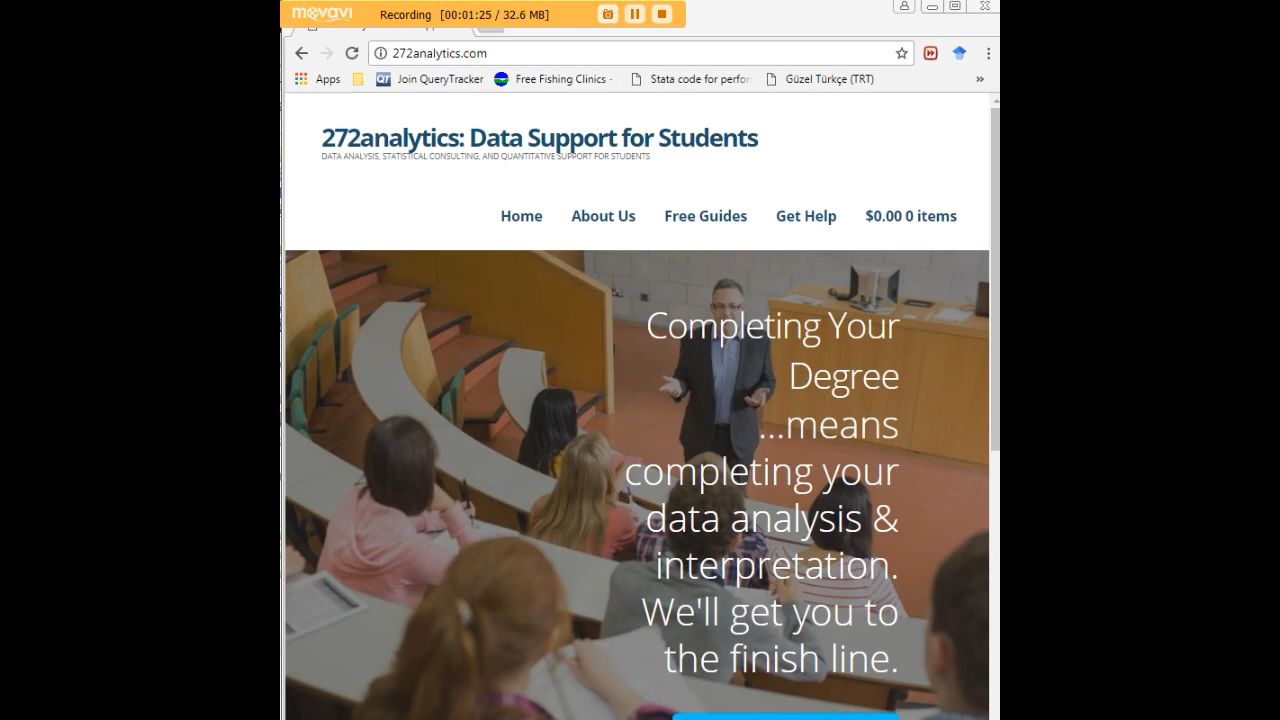 movavi Recording [00:01:25 / 32.6 MB]
272analytics.com
Apps Join QueryTracker Free Fishing Clinics - Stata code for perfor Güzel Türkçe (TRT) »
272analytics: Data Support for Students
DATA ANALYSIS, STATISTICAL CONSULTING, AND QUANTITATIVE SUPPORT FOR STUDENTS
Home About Us Free Guides Get Help $0.00 0 items
Completing Your
Degree
...means
completing your
data analysis &
interpretation.
We'll get you to
the finish line.